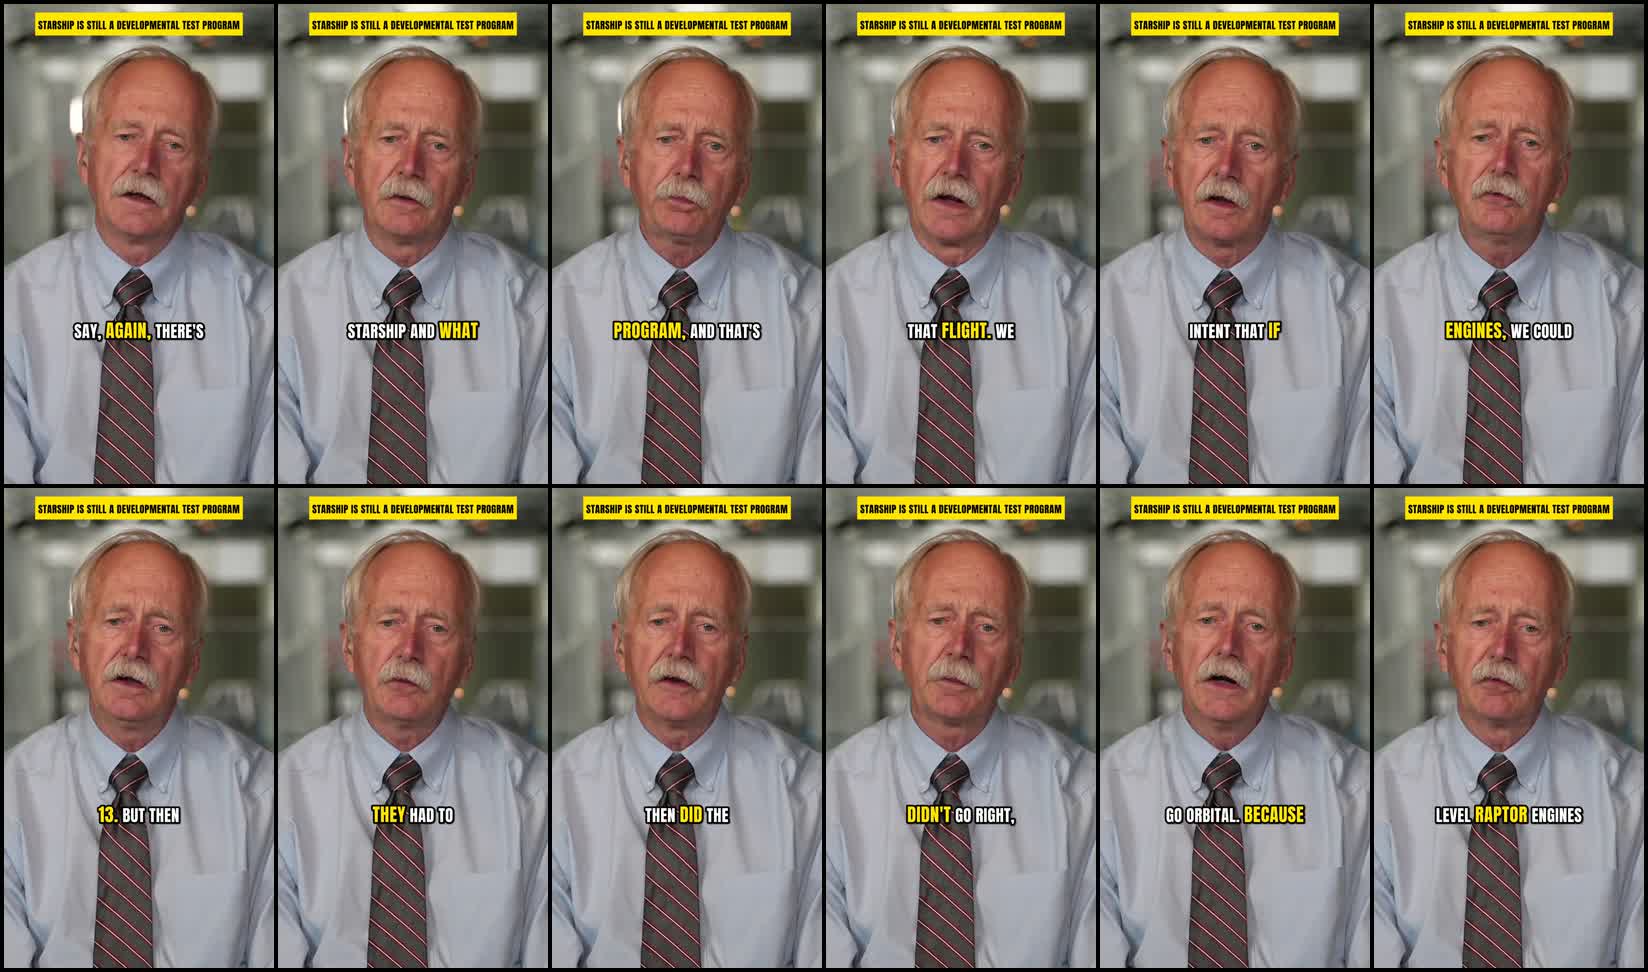 STARSHIP IS STILL A DEVELOPMENTAL TEST PROGRAM
SAY, AGAIN, THERE'S
STARSHIP IS STILL A DEVELOPMENTAL TEST PROGRAM
STARSHIP AND WHAT
STARSHIP IS STILL A DEVELOPMENTAL TEST PROGRAM
PROGRAM, AND THAT'S
STARSHIP IS STILL A DEVELOPMENTAL TEST PROGRAM
THAT FLIGHT. WE
STARSHIP IS STILL A DEVELOPMENTAL TEST PROGRAM
INTENT THAT IF
STARSHIP IS STILL A DEVELOPMENTAL TEST PROGRAM
ENGINES, WE COULD
STARSHIP IS STILL A DEVELOPMENTAL TEST PROGRAM
13. BUT THEN
STARSHIP IS STILL A DEVELOPMENTAL TEST PROGRAM
THEY HAD TO
STARSHIP IS STILL A DEVELOPMENTAL TEST PROGRAM
THEN DID THE
STARSHIP IS STILL A DEVELOPMENTAL TEST PROGRAM
DIDN'T GO RIGHT,
STARSHIP IS STILL A DEVELOPMENTAL TEST PROGRAM
GO ORBITAL. BECAUSE
STARSHIP IS STILL A DEVELOPMENTAL TEST PROGRAM
LEVEL RAPTOR ENGINES